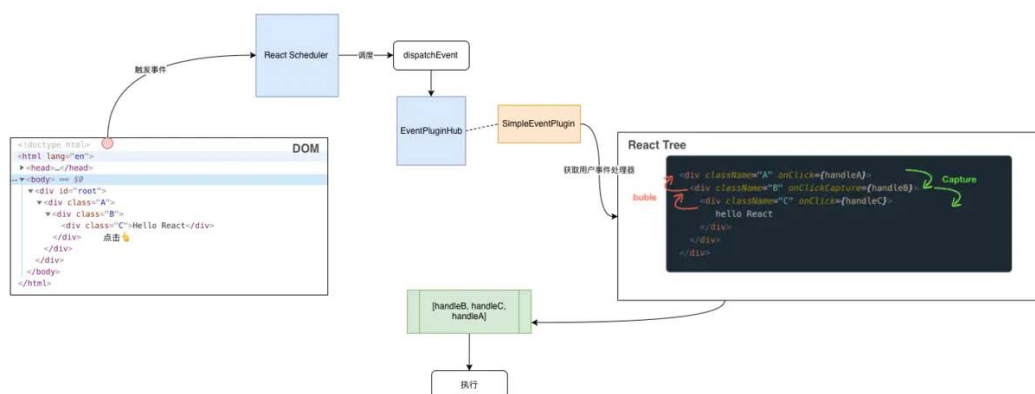 React Scheduler
调度
dispatchEvent
触发事件
EventPluginHub
SimpleEventPlugin
获取用户事件处理器
DOM
<!doctype html>
<html lang="en">
<head>…</head>
<body> == $0
<div id="root">
<div class="A">
<div class="B">
<div class="C">Hello React</div>
</div> 点击
</div>
</div>
</body>
</html>
React Tree
<div className="A" onClick={handleA}>
<div className="B" onClickCapture={handleB}>
<div className="C" onClick={handleC}>
hello React
</div>
</div>
</div>
buble
Capture
[handleB, handleC,
handleA]
执行